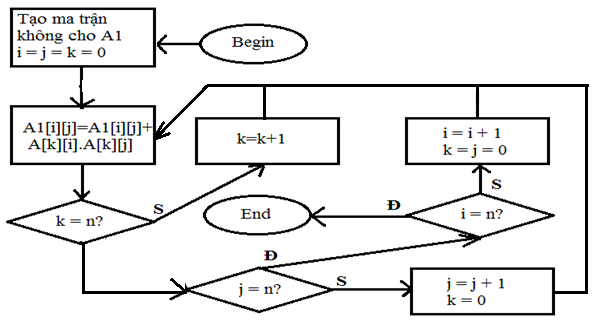 Tạo ma trận
không cho A1
i = j = k = 0
Begin
A1[i][j]=A1[i][j]+
A[k][i].A[k][j]
k=k+1
i = i + 1
k = j = 0
k = n?
S
End
Đ
i = n?
S
Đ
j = n?
S
j = j + 1
k = 0